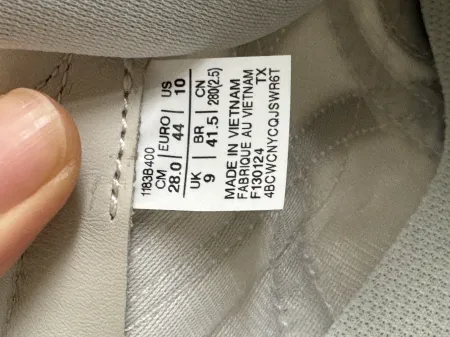 1183B400
CM EURO US
28.0 44 10
UK BR CN
9 41.5 280(2.5)
MADE IN VIETNAM
FABRIQUE AU VIETNAM
F130124 TX
4BCWCNYCQJSWR6T